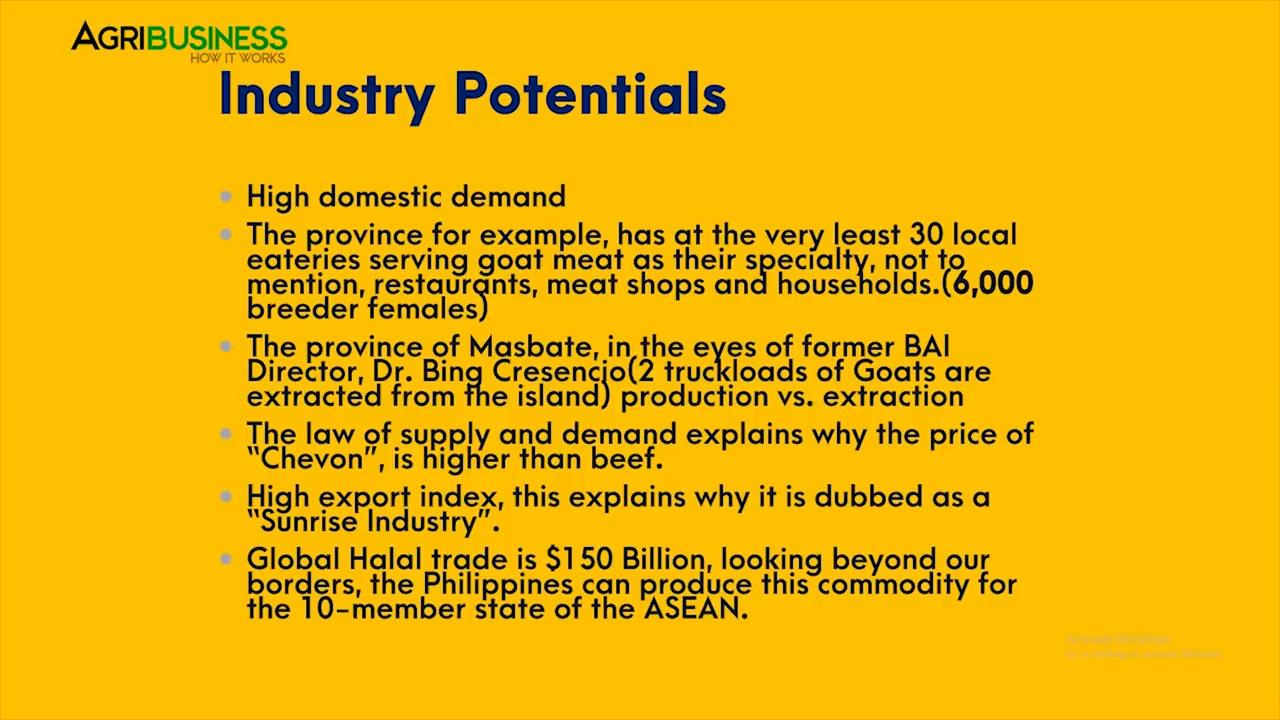 AGRIBUSINESS
HOW IT WORKS
Industry Potentials
High domestic demand
The province for example, has at the very least 30 local
eateries serving goat meat as their specialty, not to
mention, restaurants, meat shops and households.(6,000
breeder females)
The province of Masbate, in the eyes of former BAI
Director, Dr. Bing Cresencio(2 truckloads of Goats are
extracted from the island) production vs. extraction
The law of supply and demand explains why the price of
“Chevon”, is higher than beef.
High export index, this explains why it is dubbed as a
“Sunrise Industry”.
Global Halal trade is $150 Billion, looking beyond our
borders, the Philippines can produce this commodity for
the 10-member state of the ASEAN.